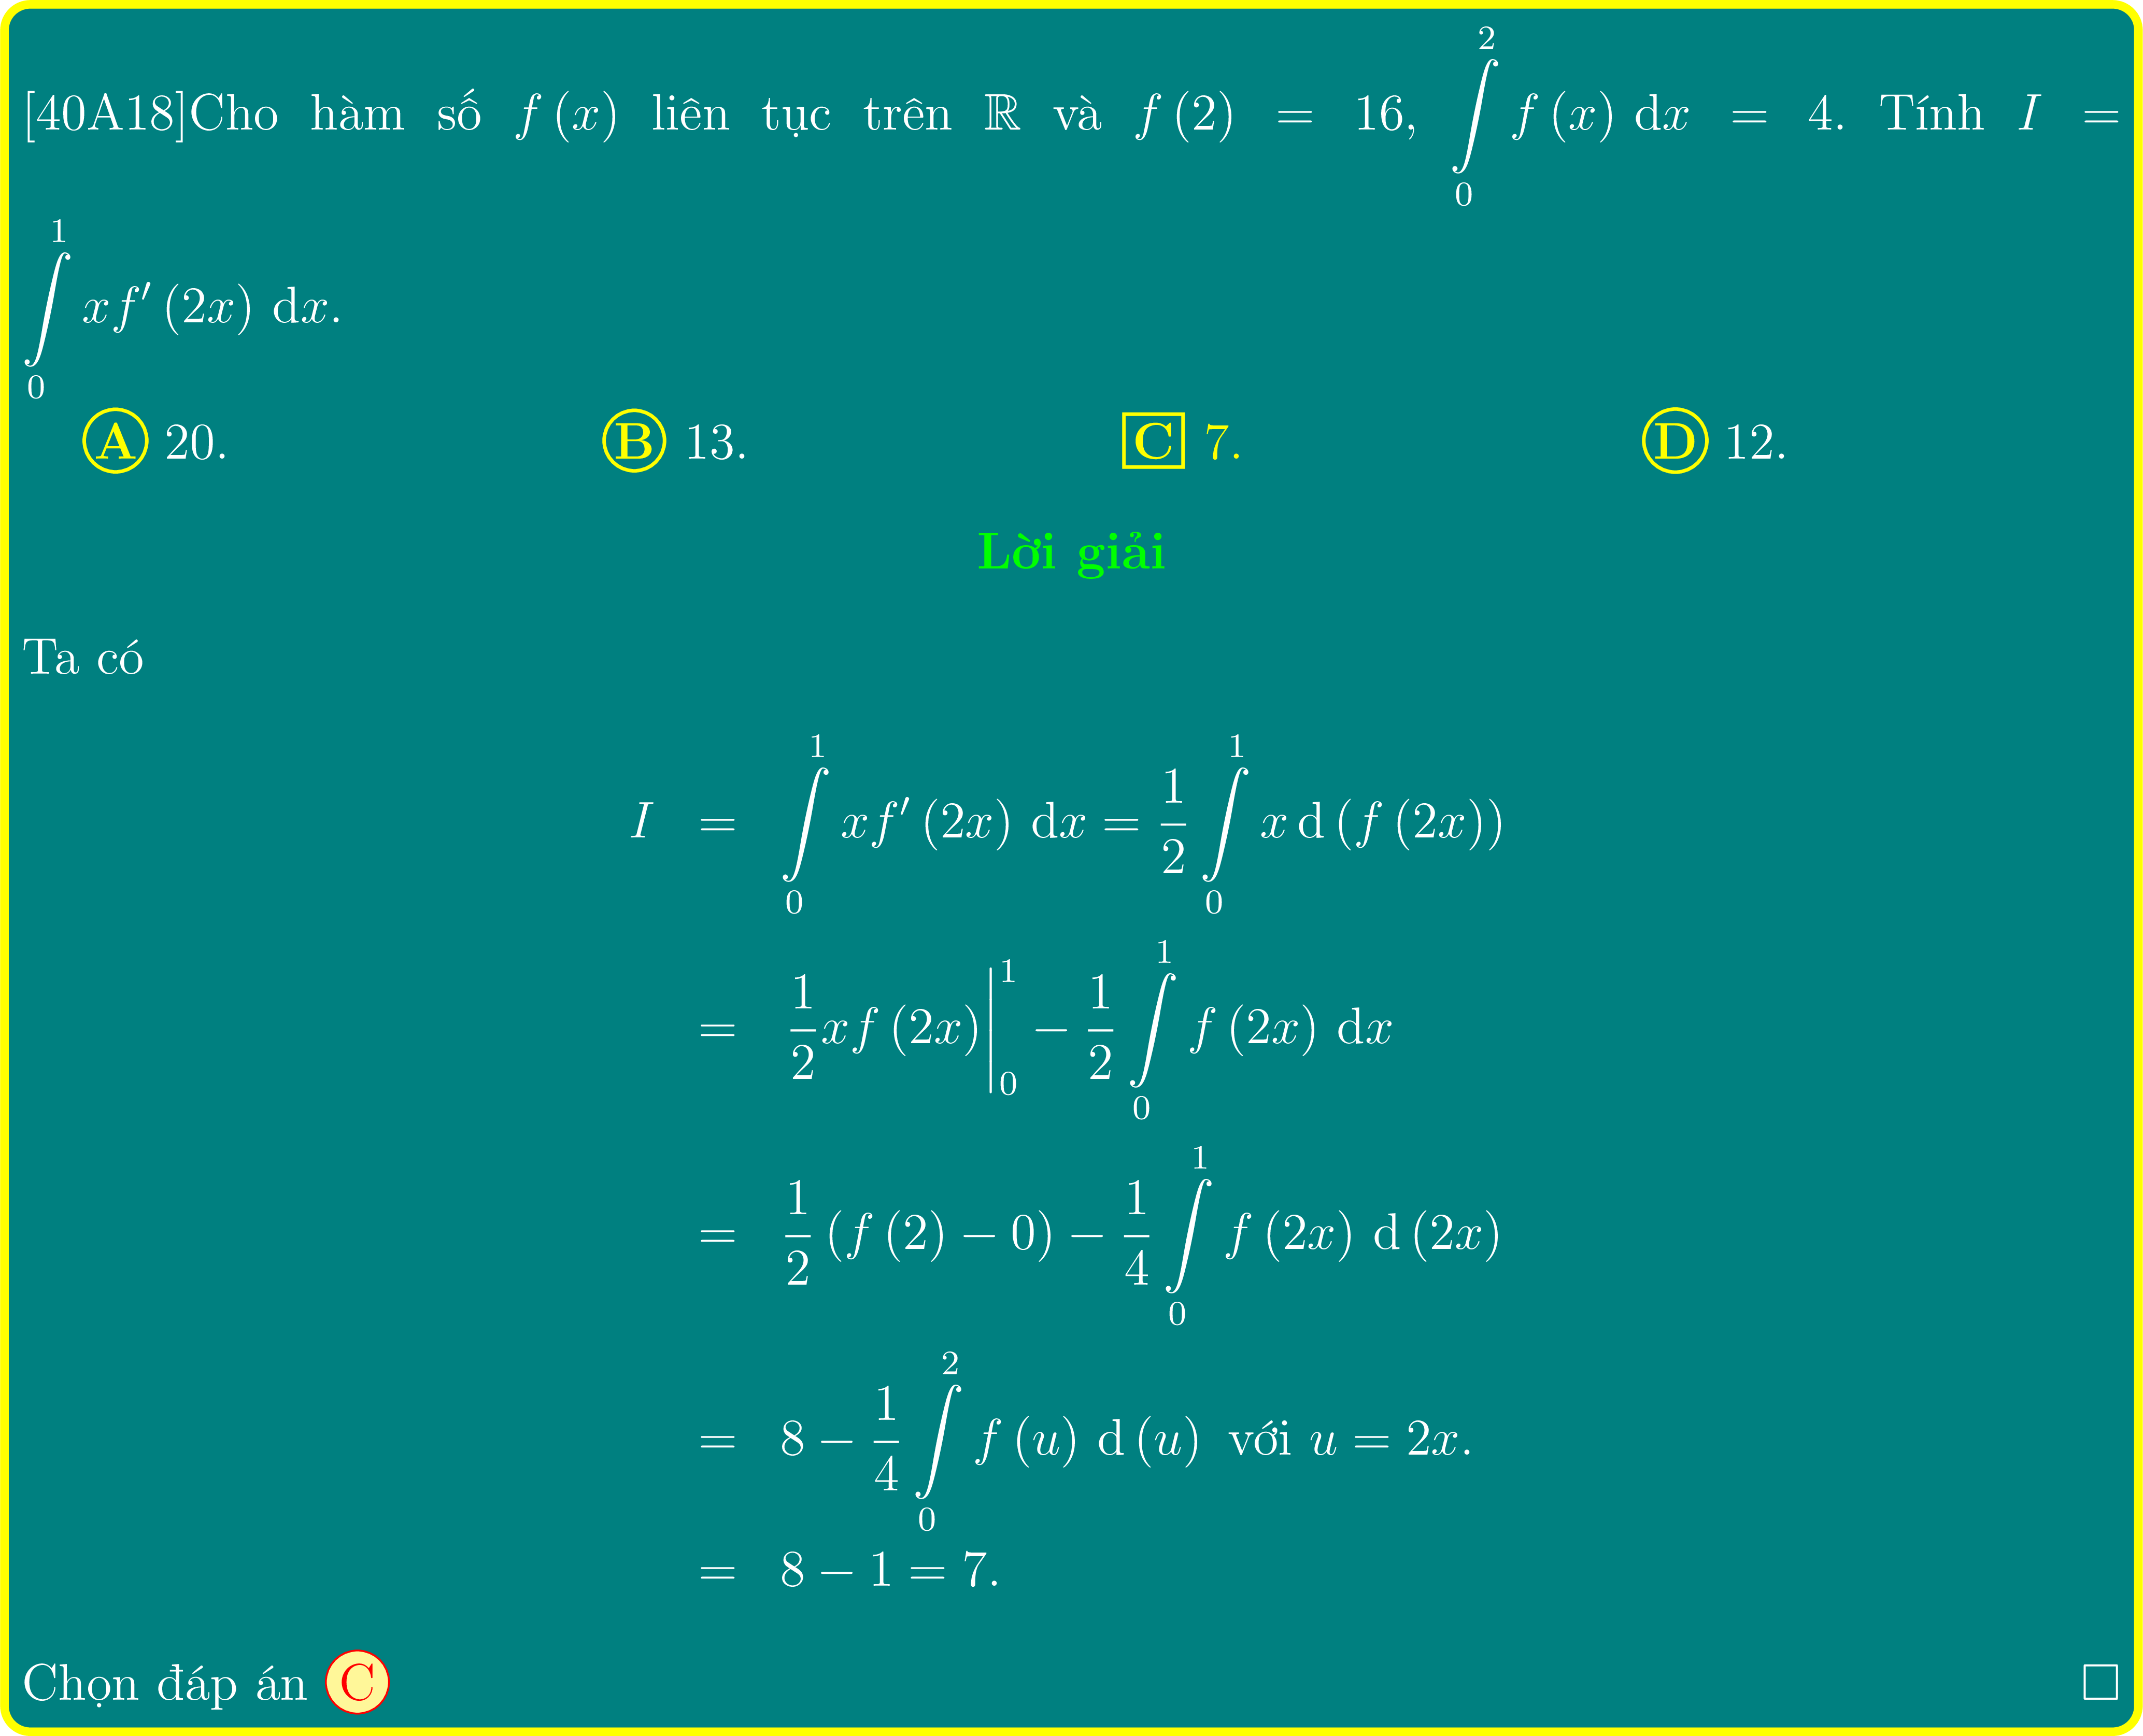 [40A18]Cho hàm số $f(x)$ liên tục trên $\mathbb{R}$ và $f(2) = 16$, $\int\limits_0^2 f(x)\ \mathrm{d}x = 4$. Tính $I =$
$\int\limits_0^1 xf'(2x)\ \mathrm{d}x$.
A 20. B 13. C 7. D 12.
Lời giải
Ta có
$I = \int\limits_0^1 xf'(2x)\ \mathrm{d}x = \frac{1}{2}\int\limits_0^1 x\,\mathrm{d}(f(2x))$
$= \frac{1}{2}xf(2x)\Big|_0^1 - \frac{1}{2}\int\limits_0^1 f(2x)\ \mathrm{d}x$
$= \frac{1}{2}(f(2) - 0) - \frac{1}{4}\int\limits_0^1 f(2x)\ \mathrm{d}(2x)$
$= 8 - \frac{1}{4}\int\limits_0^2 f(u)\ \mathrm{d}(u)$ với $u = 2x$.
$= 8 - 1 = 7.$
Chọn đáp án C □